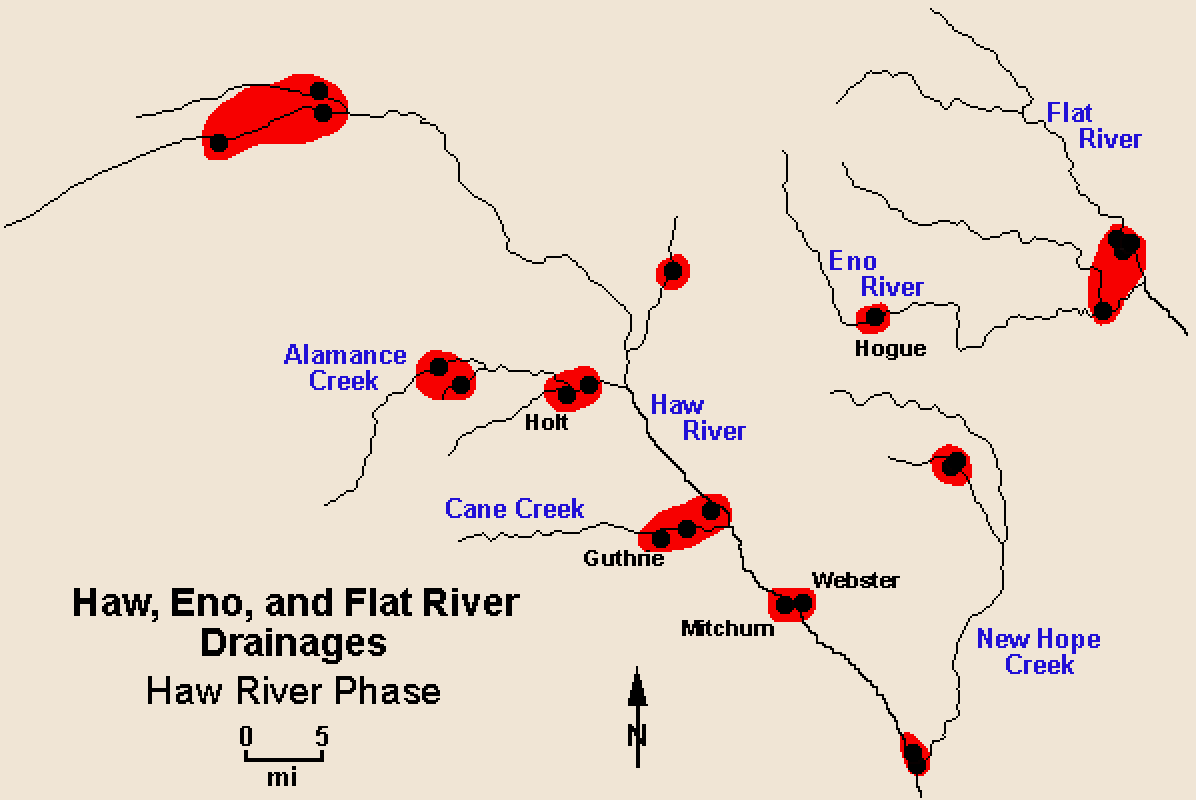 Flat
River
Eno
River
Hogue
Alamance
Creek
Holt
Haw
River
Cane Creek
Guthrie
Webster
Mitchum
New Hope
Creek
Haw, Eno, and Flat River
Drainages
Haw River Phase
0 5
mi
N